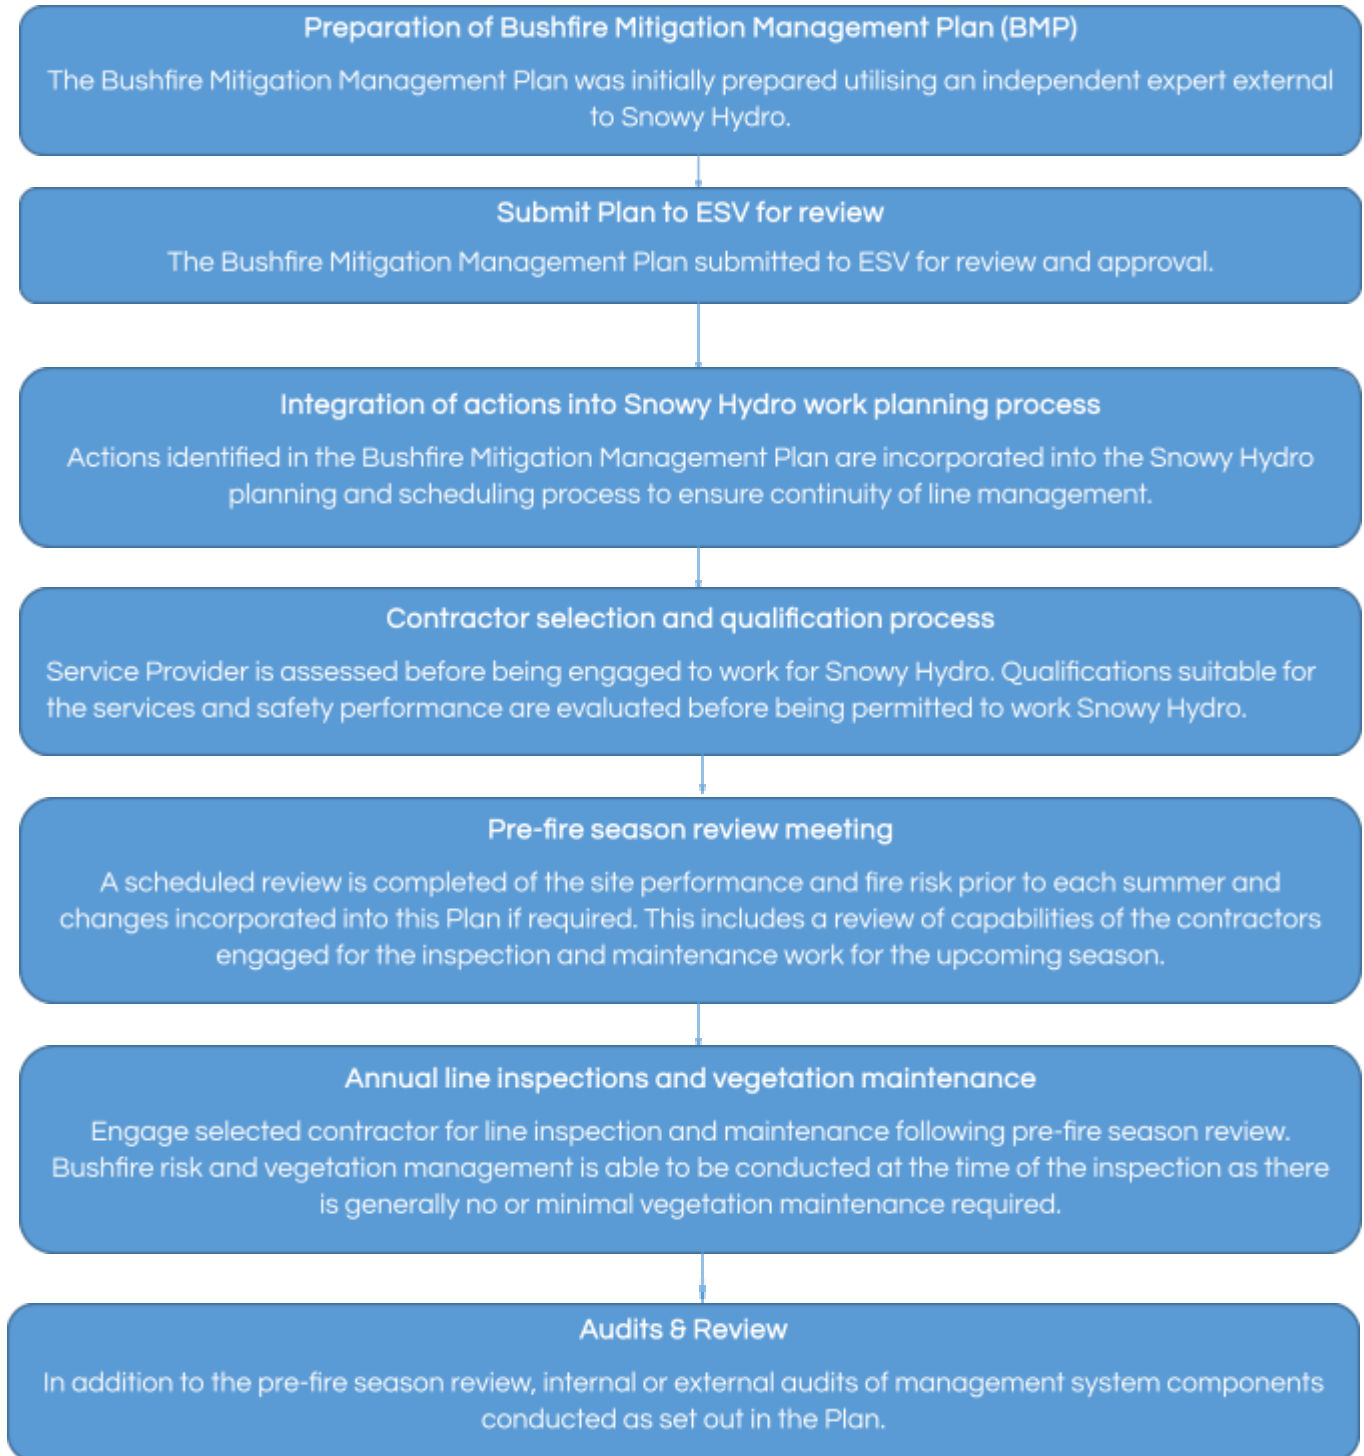 Preparation of Bushfire Mitigation Management Plan (BMP)
The Bushfire Mitigation Management Plan was initially prepared utilising an independent expert external
to Snowy Hydro.
Submit Plan to ESV for review
The Bushfire Mitigation Management Plan submitted to ESV for review and approval.
Integration of actions into Snowy Hydro work planning process
Actions identified in the Bushfire Mitigation Management Plan are incorporated into the Snowy Hydro
planning and scheduling process to ensure continuity of line management.
Contractor selection and qualification process
Service Provider is assessed before being engaged to work for Snowy Hydro. Qualifications suitable for
the services and safety performance are evaluated before being permitted to work Snowy Hydro.
Pre-fire season review meeting
A scheduled review is completed of the site performance and fire risk prior to each summer and
changes incorporated into this Plan if required. This includes a review of capabilities of the contractors
engaged for the inspection and maintenance work for the upcoming season.
Annual line inspections and vegetation maintenance
Engage selected contractor for line inspection and maintenance following pre-fire season review.
Bushfire risk and vegetation management is able to be conducted at the time of the inspection as there
is generally no or minimal vegetation maintenance required.
Audits & Review
In addition to the pre-fire season review, internal or external audits of management system components
conducted as set out in the Plan.